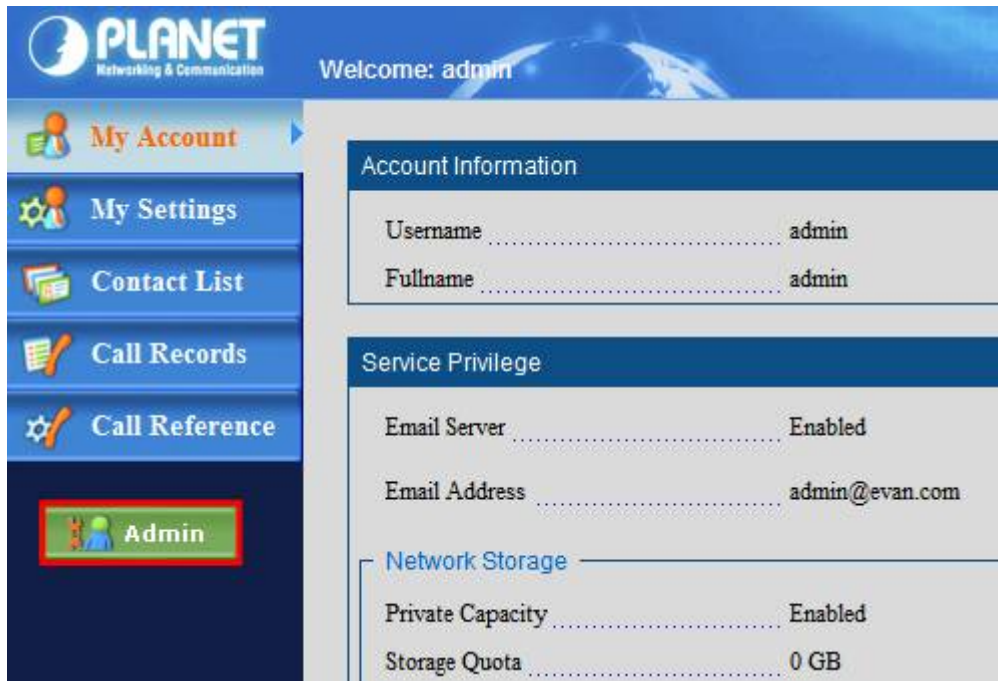 PLANET
Networking & Communication
Welcome: admin
My Account
My Settings
Contact List
Call Records
Call Reference
Admin
Account Information
Username admin
Fullname admin
Service Privilege
Email Server Enabled
Email Address admin@evan.com
Network Storage
Private Capacity Enabled
Storage Quota 0 GB